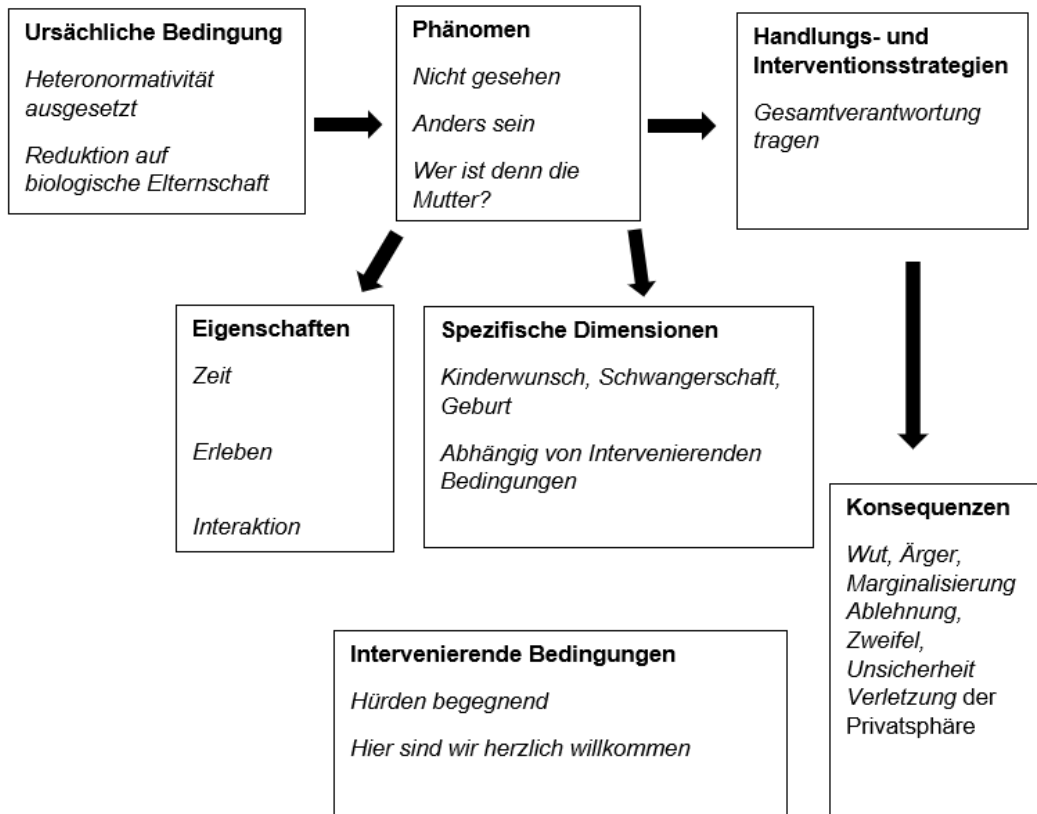 Ursächliche Bedingung
Heteronormativität
ausgesetzt
Reduktion auf
biologische Elternschaft
Phänomen
Nicht gesehen
Anders sein
Wer ist denn die
Mutter?
Handlungs- und
Interventionsstrategien
Gesamtverantwortung
tragen
Eigenschaften
Zeit
Erleben
Interaktion
Spezifische Dimensionen
Kinderwunsch, Schwangerschaft,
Geburt
Abhängig von Intervenierenden
Bedingungen
Konsequenzen
Wut, Ärger,
Marginalisierung
Ablehnung,
Zweifel,
Unsicherheit
Verletzung der
Privatsphäre
Intervenierende Bedingungen
Hürden begegnend
Hier sind wir herzlich willkommen